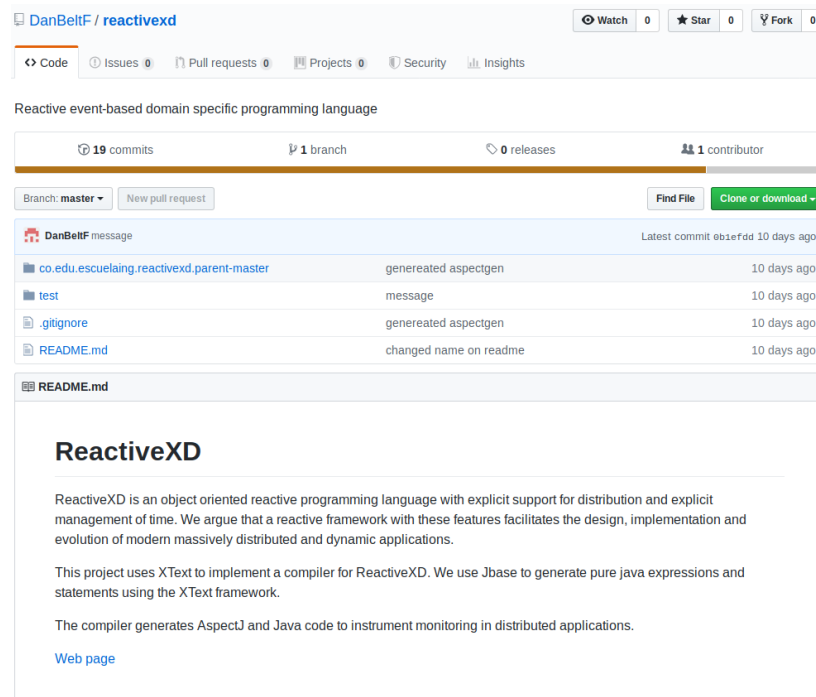 DanBeltF / reactivexd
Watch 0 Star 0 Fork 0
Code Issues 0 Pull requests 0 Projects 0 Security Insights
Reactive event-based domain specific programming language
19 commits 1 branch 0 releases 1 contributor
Branch: master New pull request Find File Clone or download
DanBeltF message Latest commit 0b1efdd 10 days ago
co.edu.escuelaing.reactivexd.parent-master genereated aspectgen 10 days ago
test message 10 days ago
.gitignore genereated aspectgen 10 days ago
README.md changed name on readme 10 days ago
README.md
ReactiveXD
ReactiveXD is an object oriented reactive programming language with explicit support for distribution and explicit
management of time. We argue that a reactive framework with these features facilitates the design, implementation and
evolution of modern massively distributed and dynamic applications.
This project uses XText to implement a compiler for ReactiveXD. We use Jbase to generate pure java expressions and
statements using the XText framework.
The compiler generates AspectJ and Java code to instrument monitoring in distributed applications.
Web page